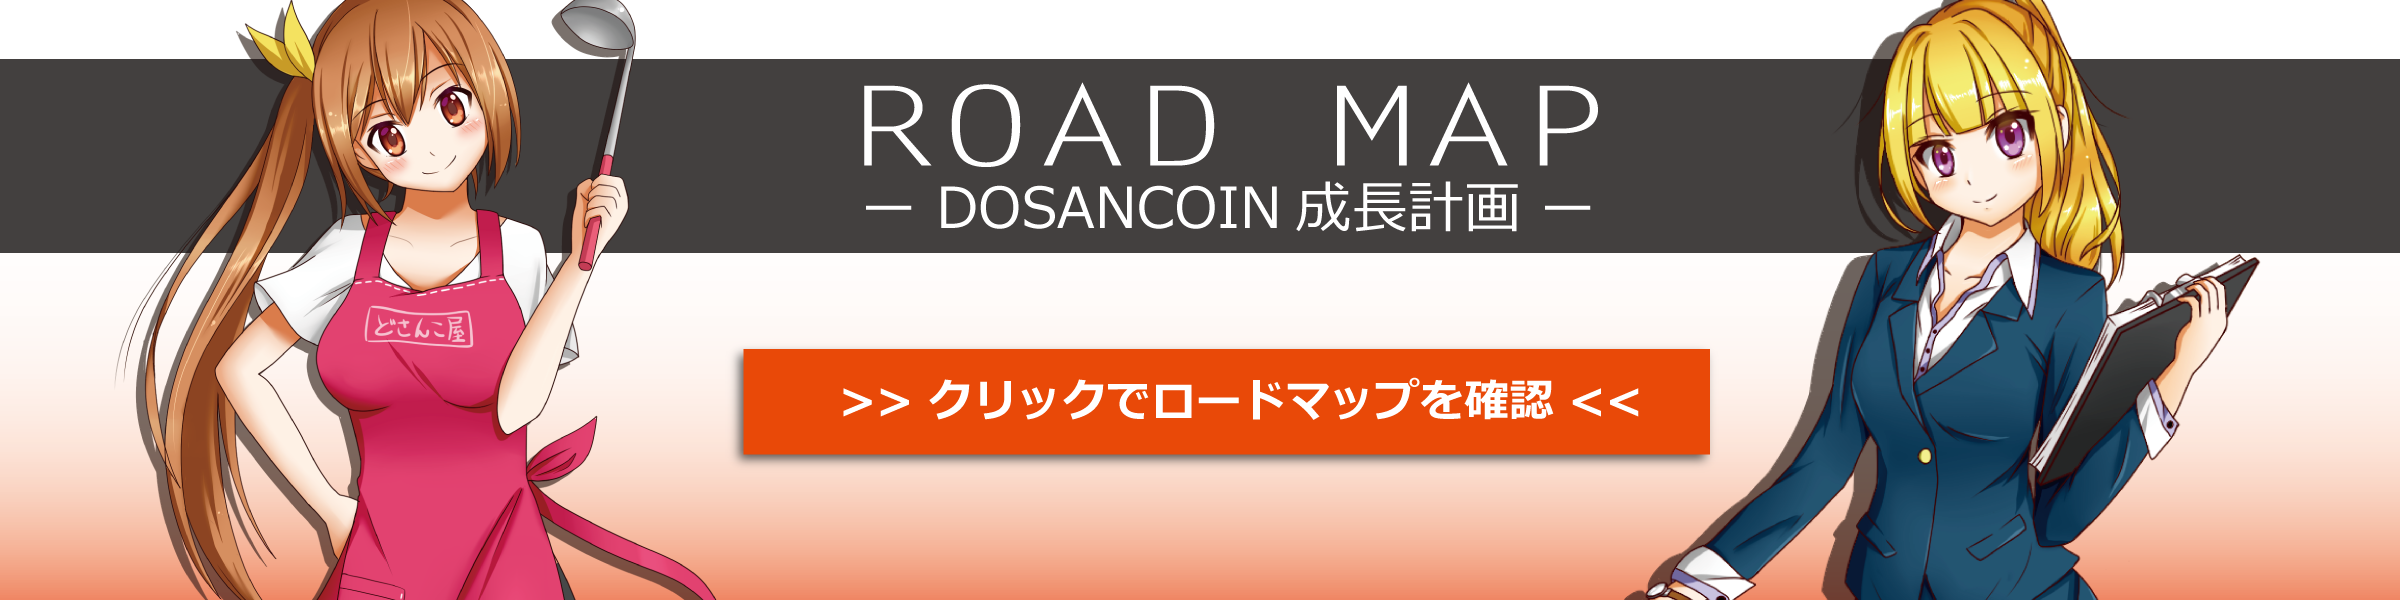 ROAD MAP
― DOSANCOIN 成長計画 ―
どさんこ屋
>> クリックでロードマップを確認 <<